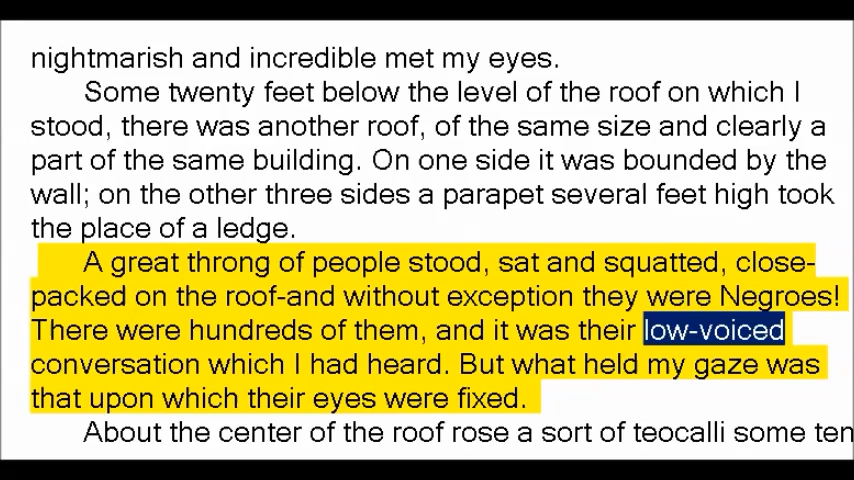 nightmarish and incredible met my eyes.
Some twenty feet below the level of the roof on which I
stood, there was another roof, of the same size and clearly a
part of the same building. On one side it was bounded by the
wall; on the other three sides a parapet several feet high took
the place of a ledge.
A great throng of people stood, sat and squatted, close-
packed on the roof-and without exception they were Negroes!
There were hundreds of them, and it was their low-voiced
conversation which I had heard. But what held my gaze was
that upon which their eyes were fixed.
About the center of the roof rose a sort of teocalli some ten